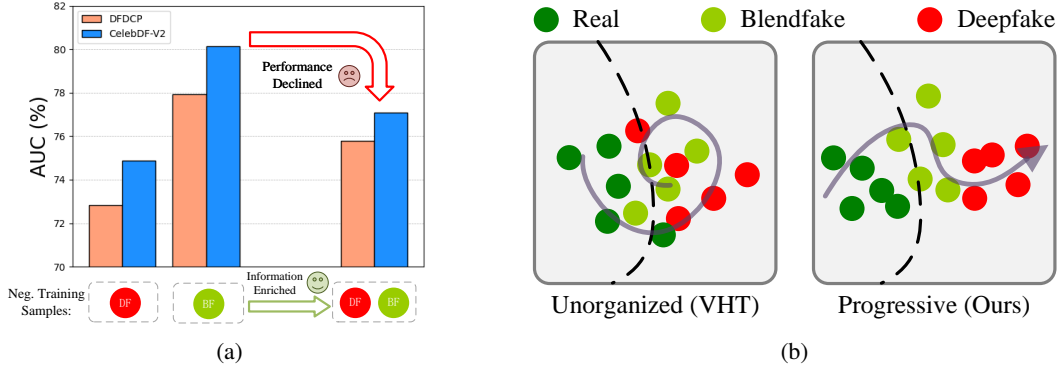 DFDCP
CelebDF-V2
82
80
78
76
74
72
70
AUC (%)
Performance
Declined
Neg. Training
Samples:
DF
BF
Information
Enriched
DF
BF
(a)
Real
Blendfake
Deepfake
Unorganized (VHT)
Progressive (Ours)
(b)